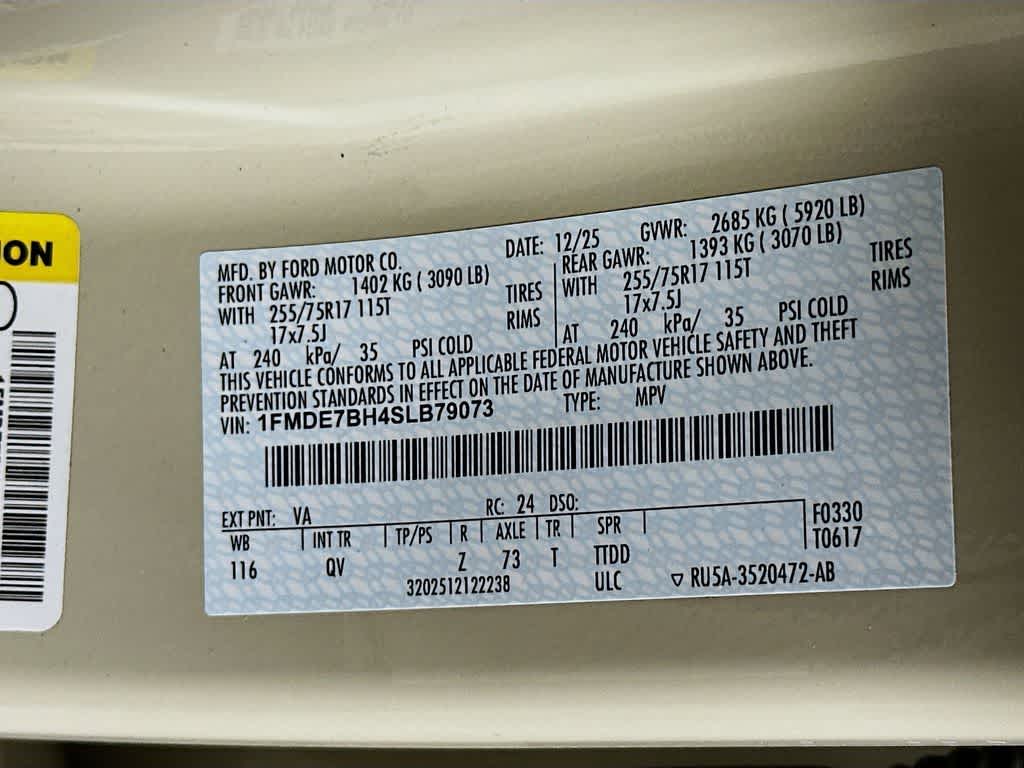 ION
MFD. BY FORD MOTOR CO.
DATE: 12/25 GVWR: 2685 KG ( 5920 LB)
FRONT GAWR: 1402 KG ( 3090 LB)
WITH 255/75R17 115T TIRES
17x7.5J RIMS
AT 240 kPa/ 35 PSI COLD
REAR GAWR: 1393 KG ( 3070 LB)
WITH 255/75R17 115T TIRES
17x7.5J RIMS
AT 240 kPa/ 35 PSI COLD
THIS VEHICLE CONFORMS TO ALL APPLICABLE FEDERAL MOTOR VEHICLE SAFETY AND THEFT
PREVENTION STANDARDS IN EFFECT ON THE DATE OF MANUFACTURE SHOWN ABOVE.
VIN: 1FMDE7BH4SLB79073 TYPE: MPV
EXT PNT: VA RC: 24 DSO:
WB INT TR TP/PS R AXLE TR SPR F0330
116 QV Z 73 T TTDD T0617
3202512122238 ULC ▽ RU5A-3520472-AB